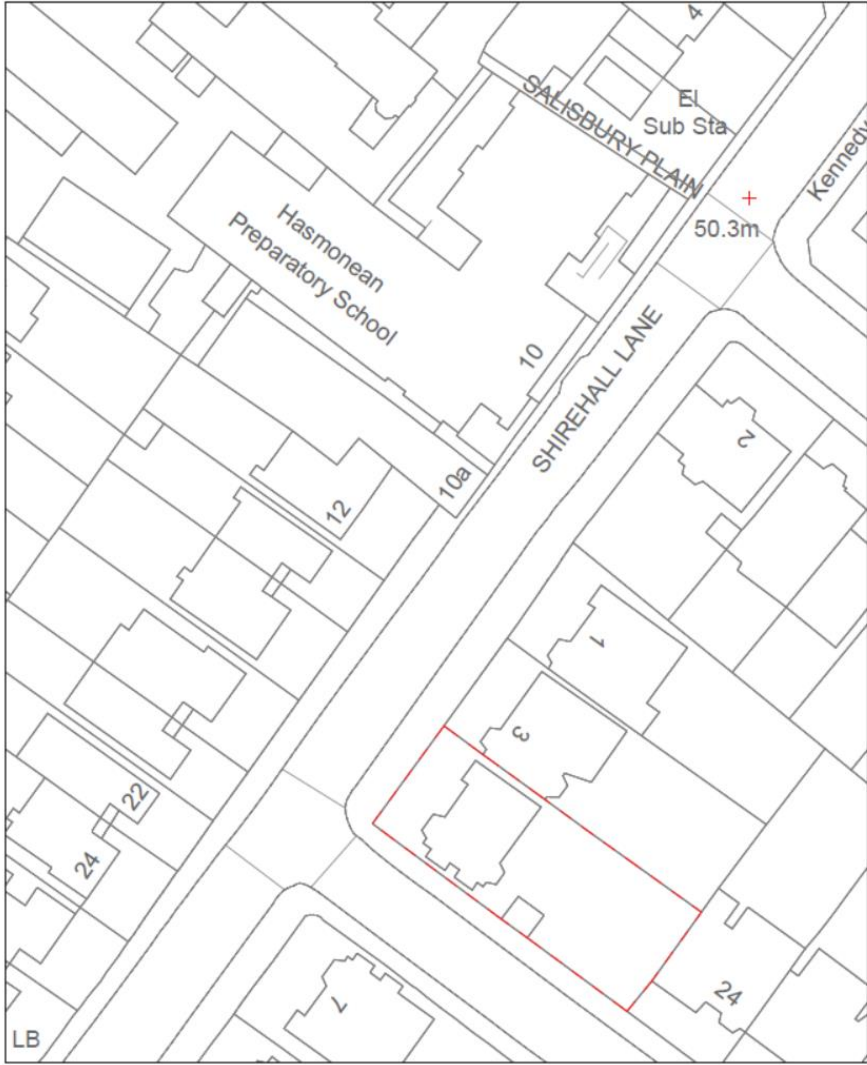 4
El
Sub Sta
SALISBURY PLAIN
Kennedy
50.3m
Hasmonean
Preparatory School
SHIREHALL LANE
10
2
10a
12
1
3
22
24
24
7
LB